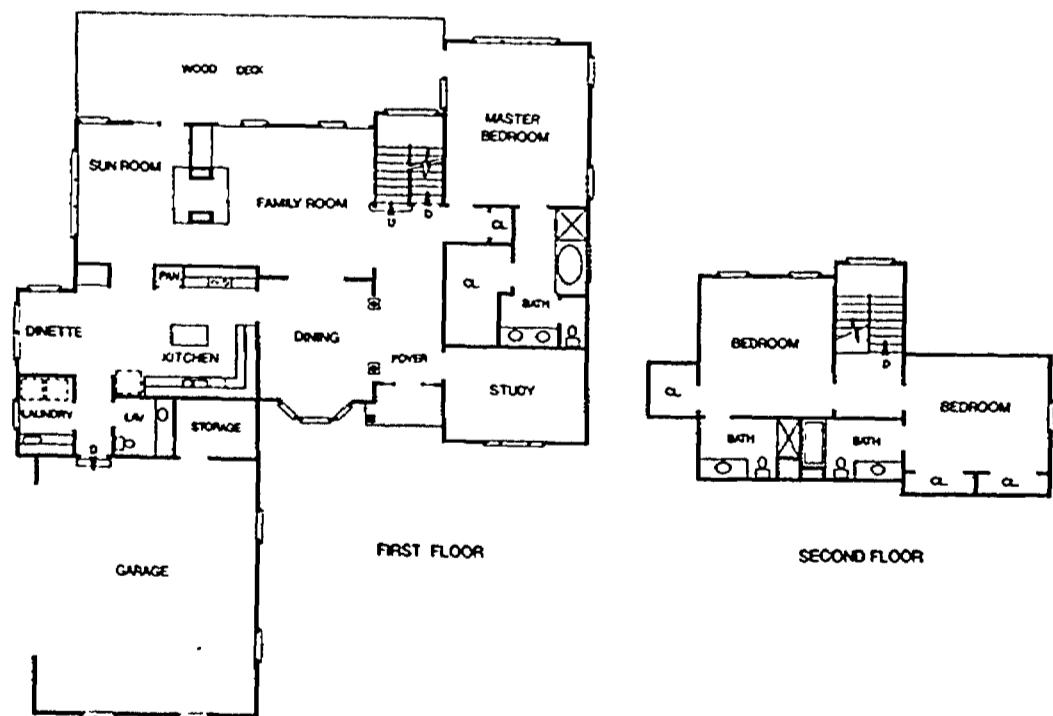 WOOD DECK
MASTER
BEDROOM
SUN ROOM
FAMILY ROOM
U
D
CL
PAN
CL
BATH
DINETTE
DINING
KITCHEN
FOYER
STUDY
LAUNDRY
LAV
STORAGE
D
GARAGE
FIRST FLOOR
BEDROOM
D
CL
BEDROOM
BATH
BATH
CL
CL
SECOND FLOOR